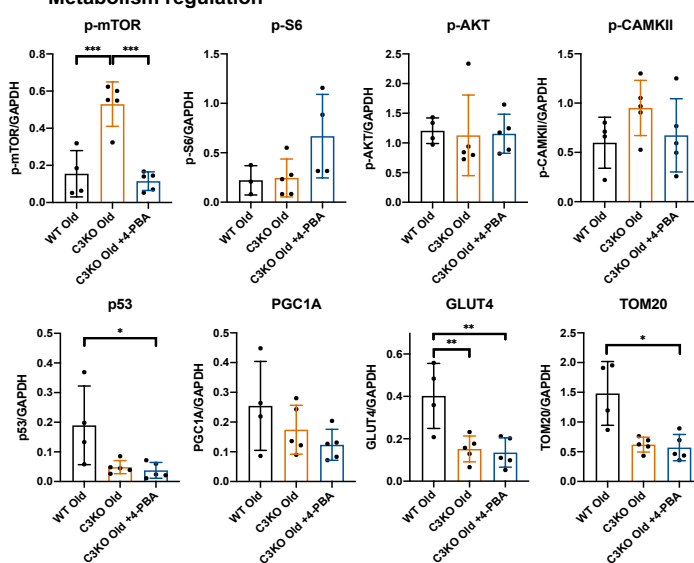 Metabolism regulation
p-mTOR
p-mTOR/GAPDH
0.8
0.6
0.4
0.2
0.0
*** ***
WT Old
C3KO Old
C3KO Old +4-PBA
p-S6
p-S6/GAPDH
1.5
1.0
0.5
0.0
WT Old
C3KO Old
C3KO Old +4-PBA
p-AKT
p-AKT/GAPDH
2.5
2.0
1.5
1.0
0.5
0.0
WT Old
C3KO Old
C3KO Old +4-PBA
p-CAMKII
p-CAMKII/GAPDH
1.5
1.0
0.5
0.0
WT Old
C3KO Old
C3KO Old +4-PBA
p53
p53/GAPDH
0.5
0.4
0.3
0.2
0.1
0.0
*
WT Old
C3KO Old
C3KO Old +4-PBA
PGC1A
PGC1A/GAPDH
0.5
0.4
0.3
0.2
0.1
0.0
WT Old
C3KO Old
C3KO Old +4-PBA
GLUT4
GLUT4/GAPDH
0.6
0.4
0.2
0.0
**
**
WT Old
C3KO Old
C3KO Old +4-PBA
TOM20
TOM20/GAPDH
2.5
2.0
1.5
1.0
0.5
0.0
*
WT Old
C3KO Old
C3KO Old +4-PBA